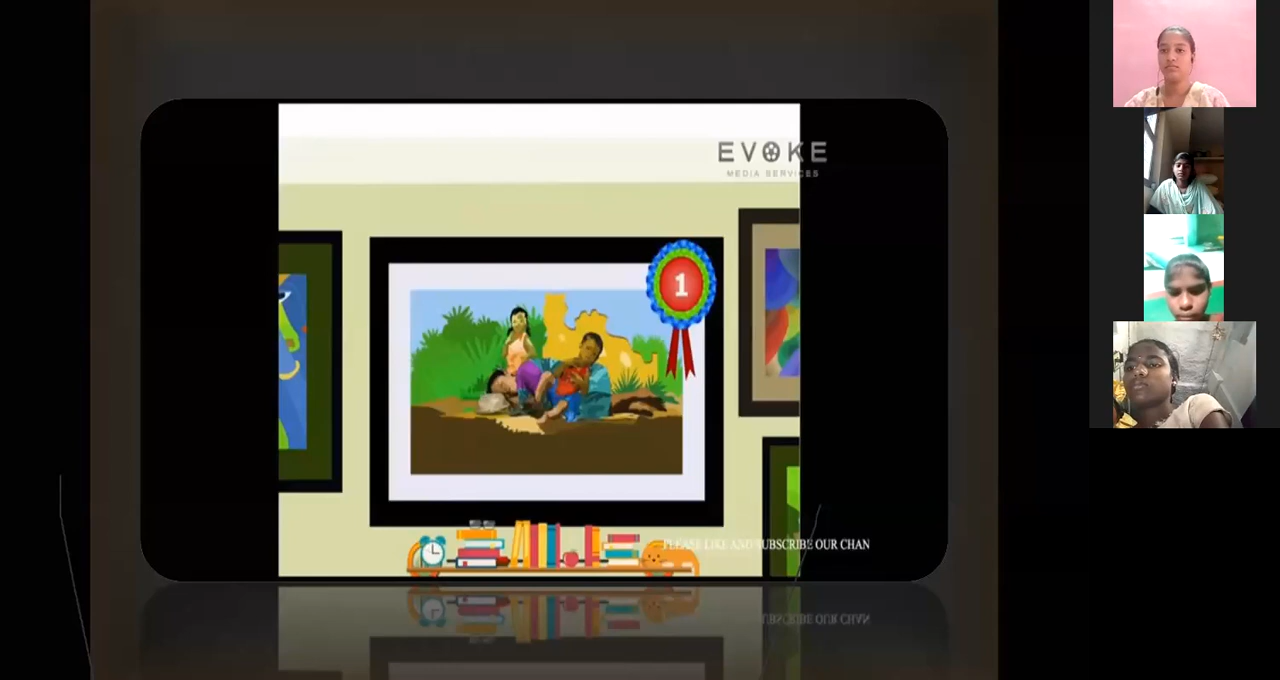 EVOKE
MEDIA SERVICES
1
PLEASE LIKE AND SUBSCRIBE OUR CHAN